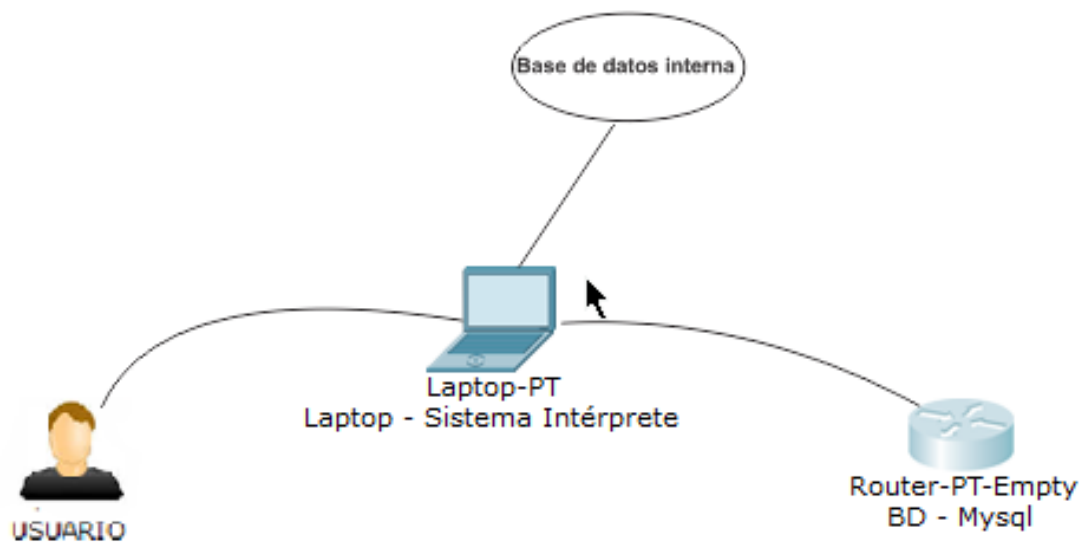 Base de datos interna
Laptop-PT
Laptop - Sistema Intérprete
Router-PT-Empty
BD - Mysql
USUARIO